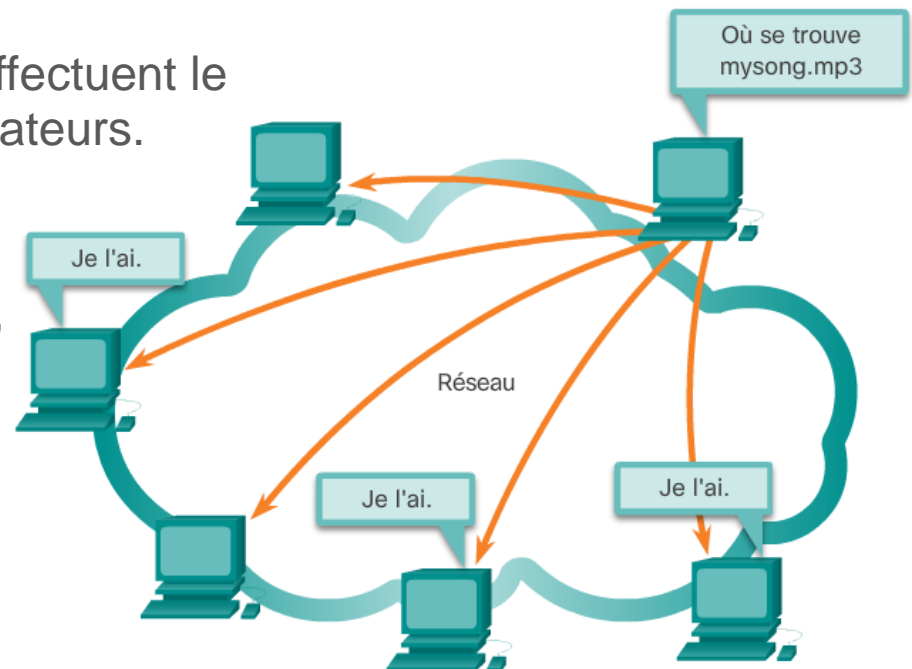 ffectuent le
ateurs.
Où se trouve
mysong.mp3
Je l'ai.
Réseau
Je l'ai.
Je l'ai.